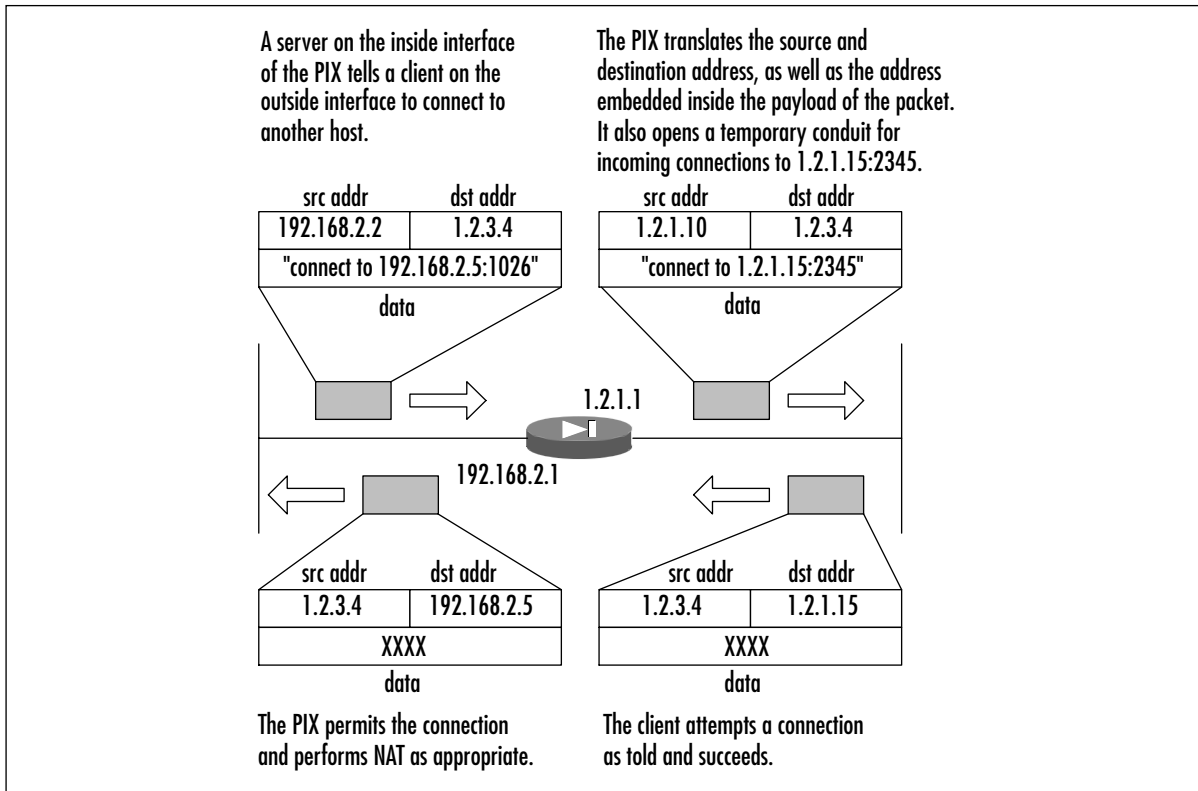 A server on the inside interface
of the PIX tells a client on the
outside interface to connect to
another host.
The PIX translates the source and
destination address, as well as the address
embedded inside the payload of the packet.
It also opens a temporary conduit for
incoming connections to 1.2.1.15:2345.
src addr dst addr
192.168.2.2 1.2.3.4
"connect to 192.168.2.5:1026"
data
src addr dst addr
1.2.1.10 1.2.3.4
"connect to 1.2.1.15:2345"
data
1.2.1.1
192.168.2.1
src addr dst addr
1.2.3.4 192.168.2.5
XXXX
data
The PIX permits the connection
and performs NAT as appropriate.
src addr dst addr
1.2.3.4 1.2.1.15
XXXX
data
The client attempts a connection
as told and succeeds.